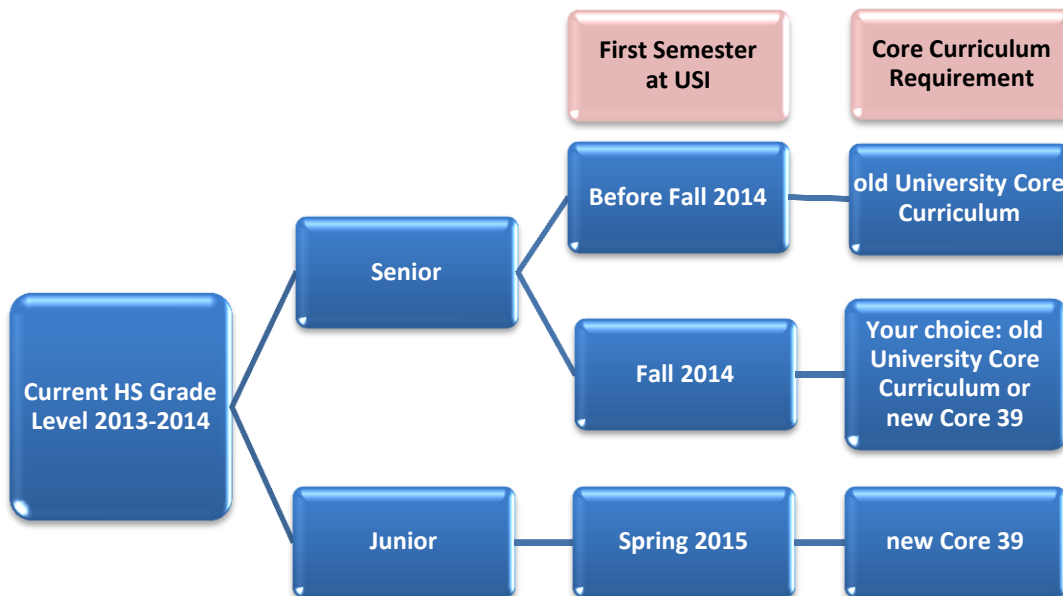 First Semester
at USI
Core Curriculum
Requirement
Before Fall 2014
old University Core
Curriculum
Senior
Fall 2014
Your choice: old
University Core
Curriculum or
new Core 39
Current HS Grade
Level 2013-2014
Junior
Spring 2015
new Core 39